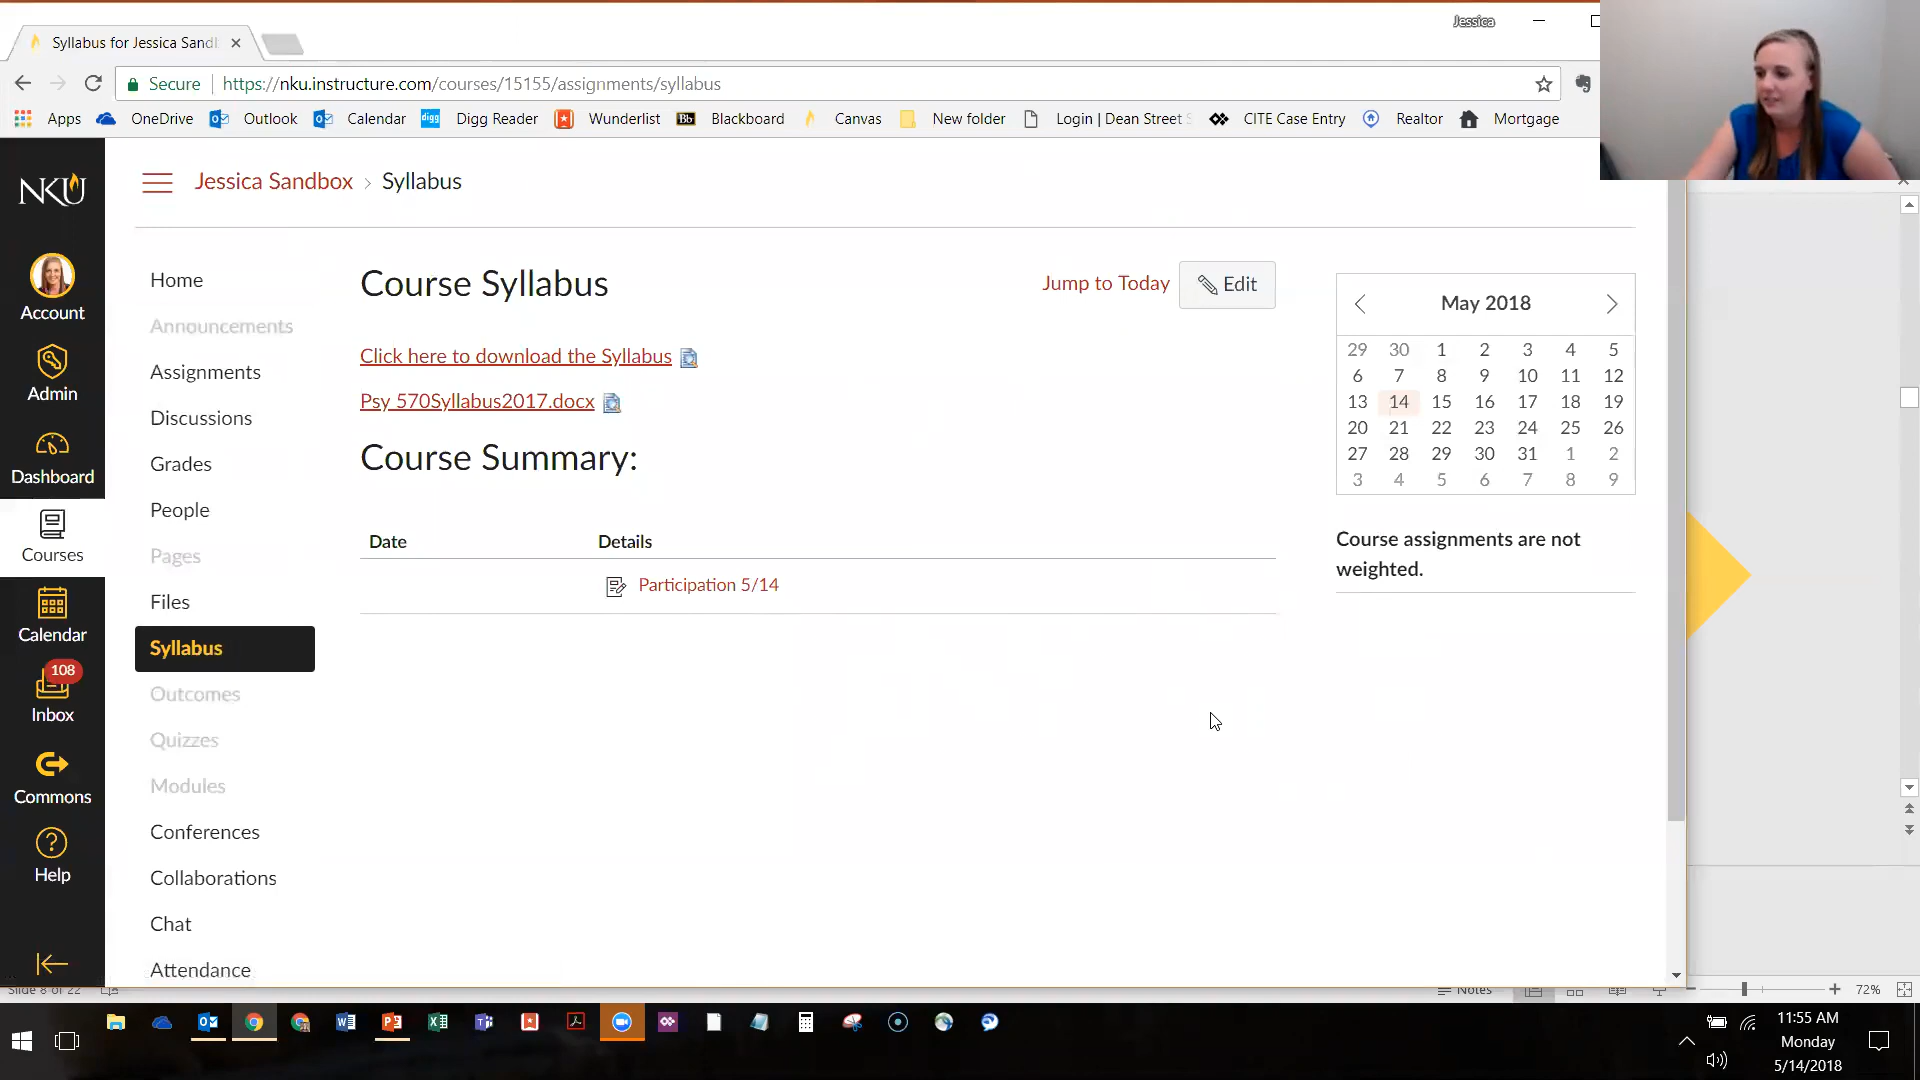 Jessica
Syllabus for Jessica Sand
Secure
https://nku.instructure.com/courses/15155/assignments/syllabus
Apps
OneDrive
Outlook
Calendar
digg Digg Reader
Wunderlist
Bb Blackboard
Canvas
New folder
Login | Dean Street S
CITE Case Entry
Realtor
Mortgage
NKU
Account
Admin
Dashboard
Courses
Calendar
108
Inbox
Commons
Help
Jessica Sandbox › Syllabus
Home
Announcements
Assignments
Discussions
Grades
People
Pages
Files
Syllabus
Outcomes
Quizzes
Modules
Conferences
Collaborations
Chat
Attendance
Course Syllabus
Jump to Today
Edit
Click here to download the Syllabus
Psy 570Syllabus2017.docx
Course Summary:
Date Details
Participation 5/14
May 2018
29 30 1 2 3 4 5
6 7 8 9 10 11 12
13 14 15 16 17 18 19
20 21 22 23 24 25 26
27 28 29 30 31 1 2
3 4 5 6 7 8 9
Course assignments are not
weighted.
Slide 8 of 22
Notes
72%
11:55 AM
Monday
5/14/2018